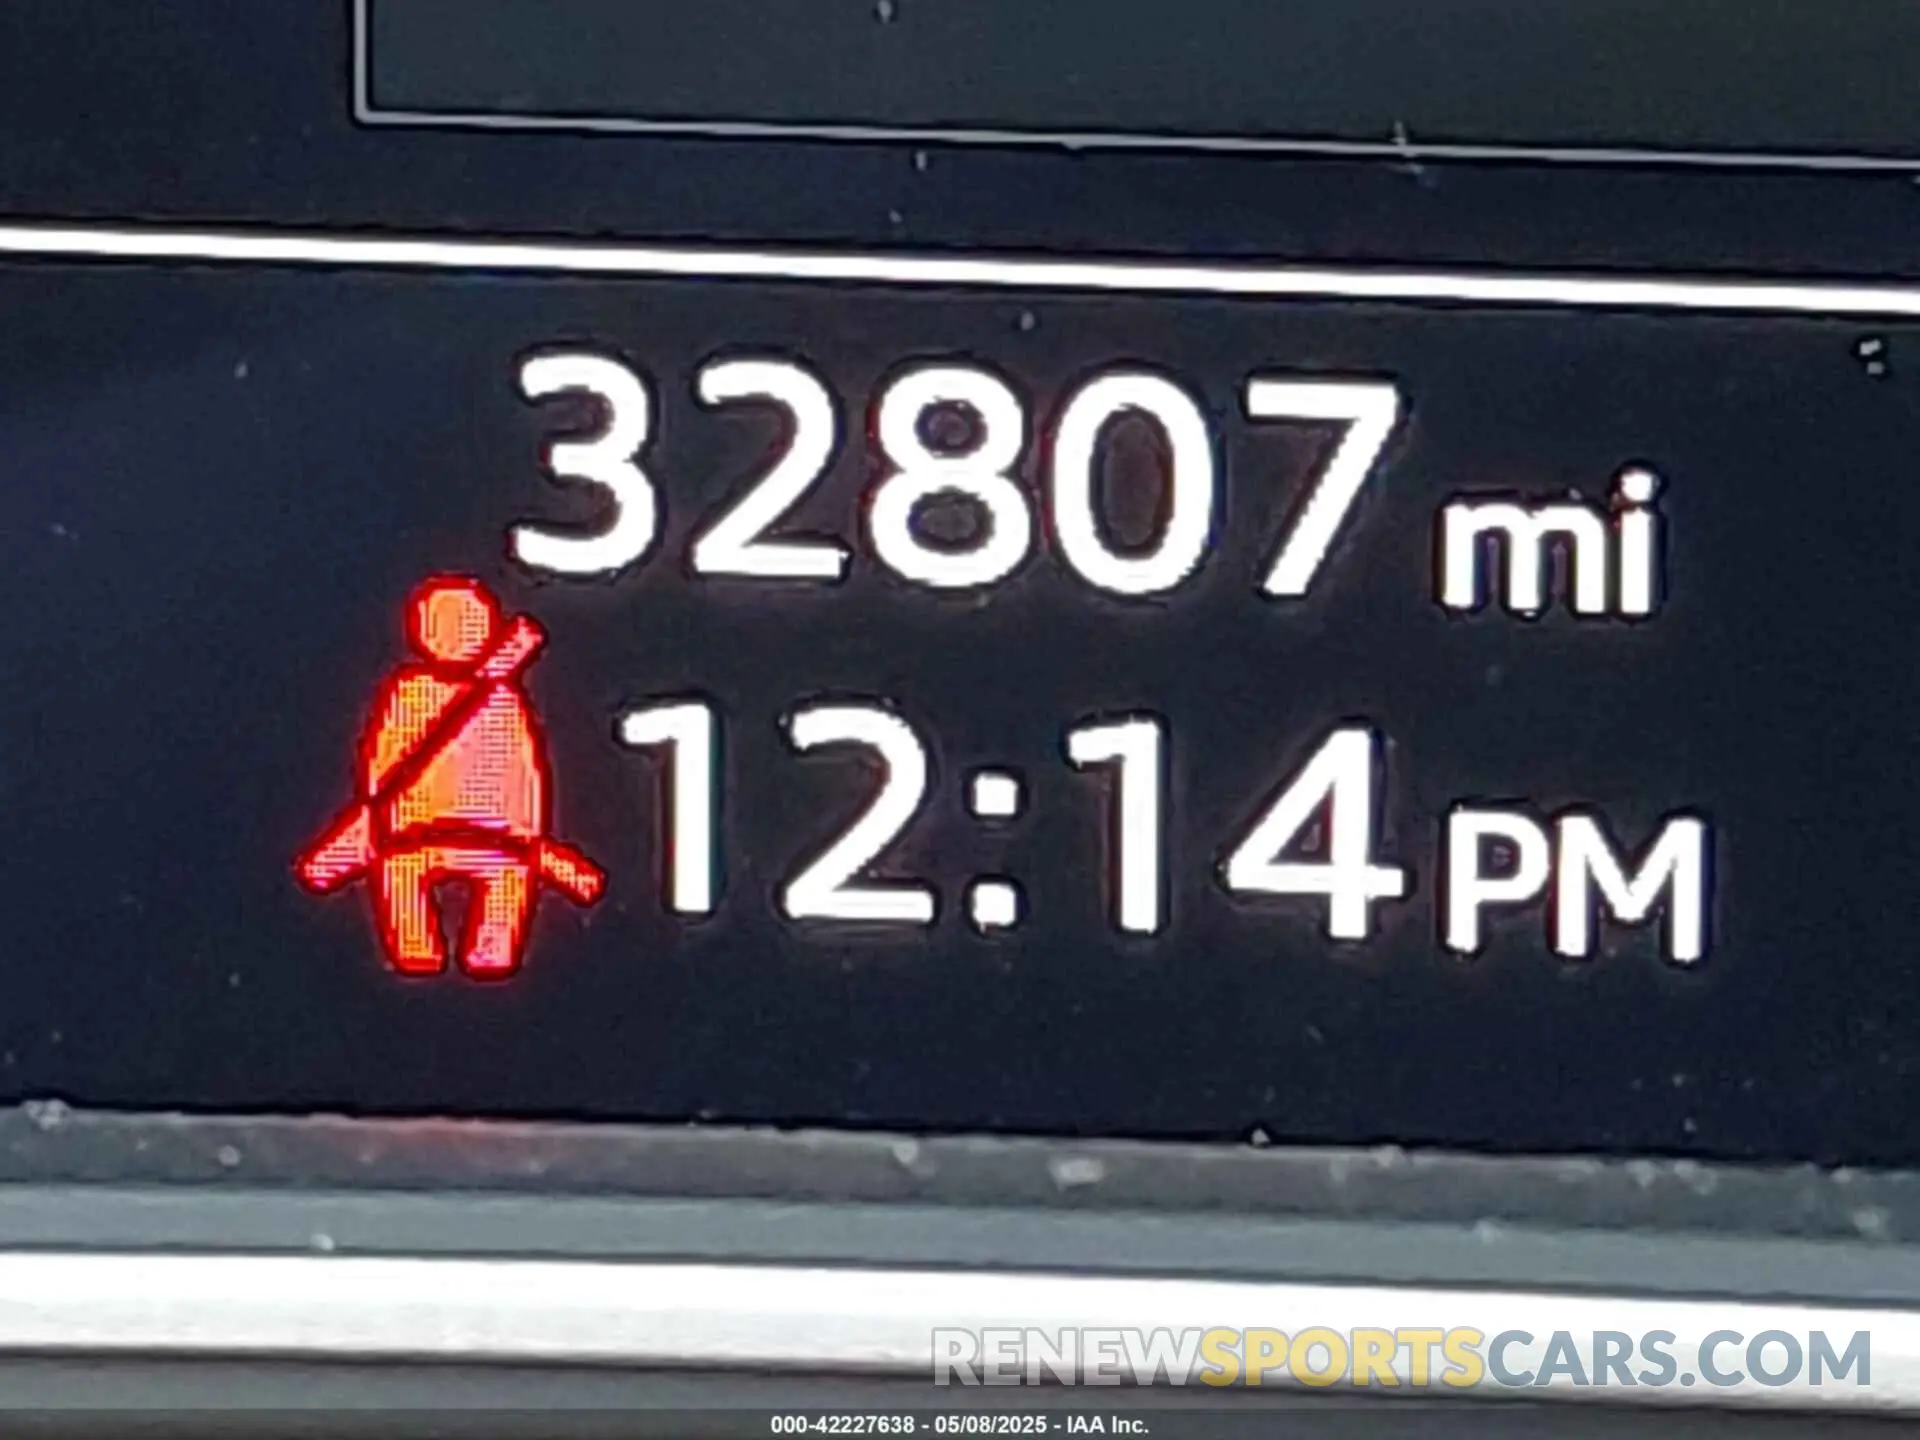 32807 mi
12:14 PM
RENEWSPORTSCARS.COM
000-42227638 - 05/08/2025 - IAA Inc.